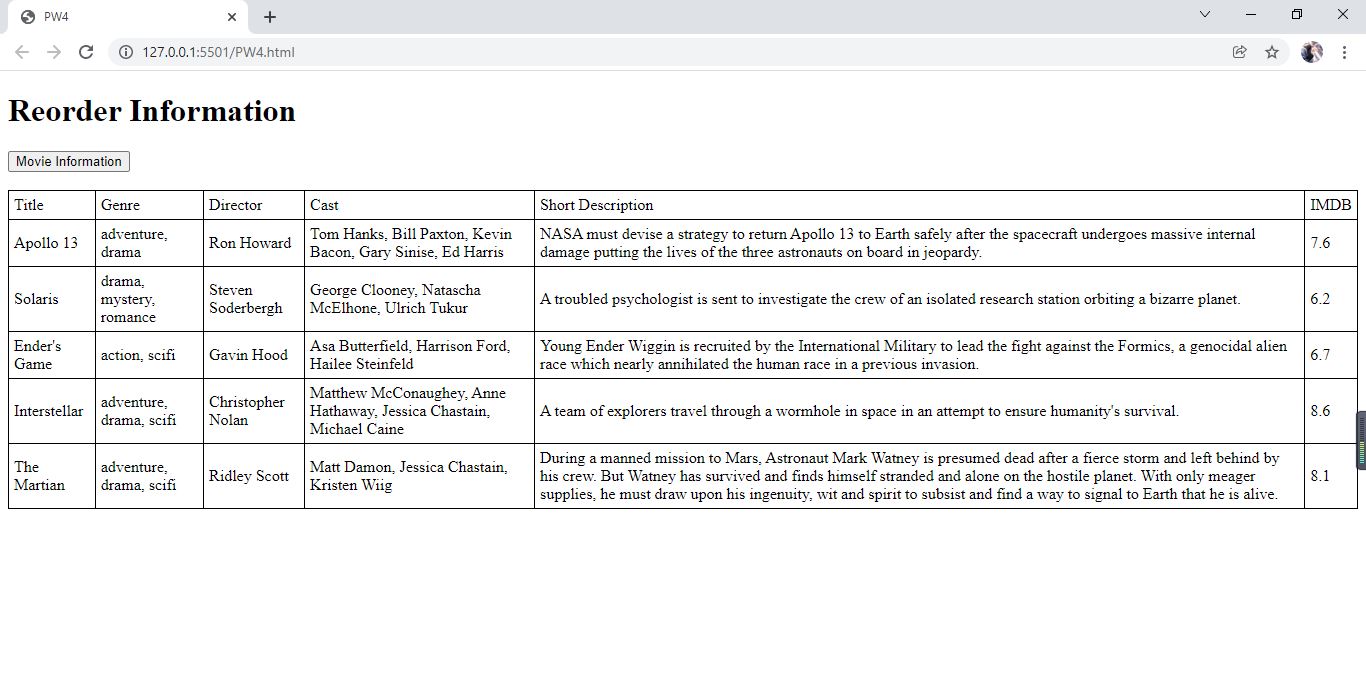 PW4
127.0.0.1:5501/PW4.html
Reorder Information
Movie Information
Title Genre Director Cast Short Description IMDB
Apollo 13
adventure,
drama
Ron Howard
Tom Hanks, Bill Paxton, Kevin
Bacon, Gary Sinise, Ed Harris
NASA must devise a strategy to return Apollo 13 to Earth safely after the spacecraft undergoes massive internal
damage putting the lives of the three astronauts on board in jeopardy.
7.6
Solaris
drama,
mystery,
romance
Steven
Soderbergh
George Clooney, Natascha
McElhone, Ulrich Tukur
A troubled psychologist is sent to investigate the crew of an isolated research station orbiting a bizarre planet.
6.2
Ender's
Game
action, scifi
Gavin Hood
Asa Butterfield, Harrison Ford,
Hailee Steinfeld
Young Ender Wiggin is recruited by the International Military to lead the fight against the Formics, a genocidal alien
race which nearly annihilated the human race in a previous invasion.
6.7
Interstellar
adventure,
drama, scifi
Christopher
Nolan
Matthew McConaughey, Anne
Hathaway, Jessica Chastain,
Michael Caine
A team of explorers travel through a wormhole in space in an attempt to ensure humanity's survival.
8.6
The
Martian
adventure,
drama, scifi
Ridley Scott
Matt Damon, Jessica Chastain,
Kristen Wiig
During a manned mission to Mars, Astronaut Mark Watney is presumed dead after a fierce storm and left behind by
his crew. But Watney has survived and finds himself stranded and alone on the hostile planet. With only meager
supplies, he must draw upon his ingenuity, wit and spirit to subsist and find a way to signal to Earth that he is alive.
8.1